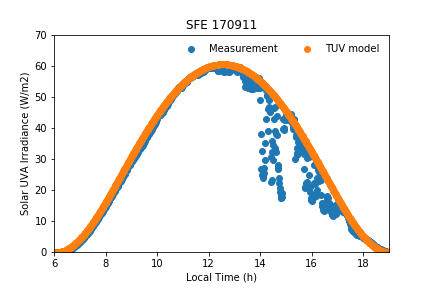 SFE 170911
Measurement TUV model
70
60
50
40
30
20
10
0
Solar UVA Irradiance (W/m2)
6 8 10 12 14 16 18
Local Time (h)